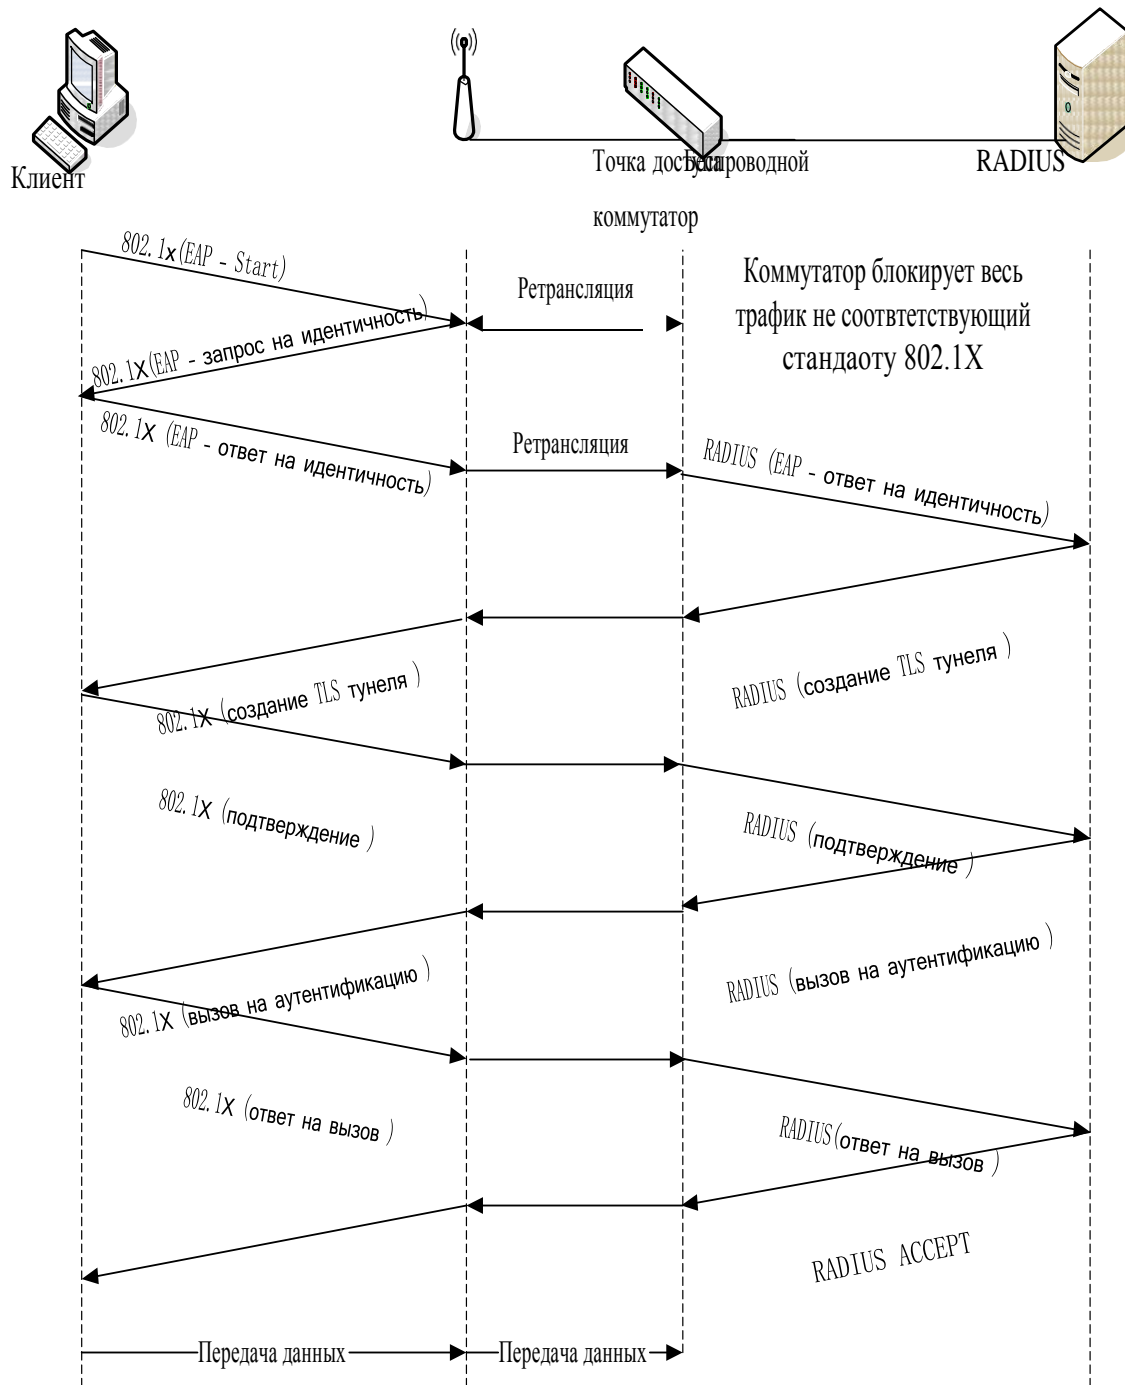 Клиент
Точка доступа
Беспроводной
коммутатор
RADIUS
802.1x(EAP - Start)
Ретрансляция
Коммутатор блокирует весь
трафик не соотвтетствующий
стандаоту 802.1X
802.1X(EAP - запрос на идентичность)
802.1X (EAP - ответ на идентичность)
Ретрансляция
RADIUS (EAP - ответ на идентичность)
802.1X (создание TLS тунеля )
RADIUS (создание TLS тунеля )
802.1X (подтверждение )
RADIUS (подтверждение )
802.1X (вызов на аутентификацию )
RADIUS (вызов на аутентификацию )
802.1X (ответ на вызов )
RADIUS(ответ на вызов )
RADIUS ACCEPT
Передача данных
Передача данных